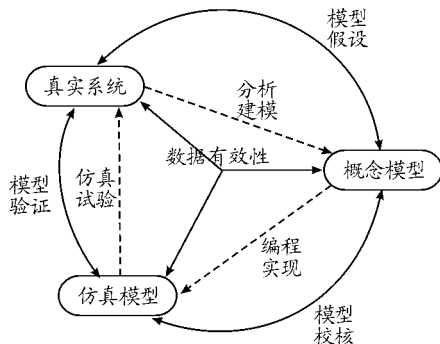 模型
假设
真实系统
分析
建模
数据有效性
概念模型
模型
验证
仿真
试验
编程
实现
仿真模型
模型
校核